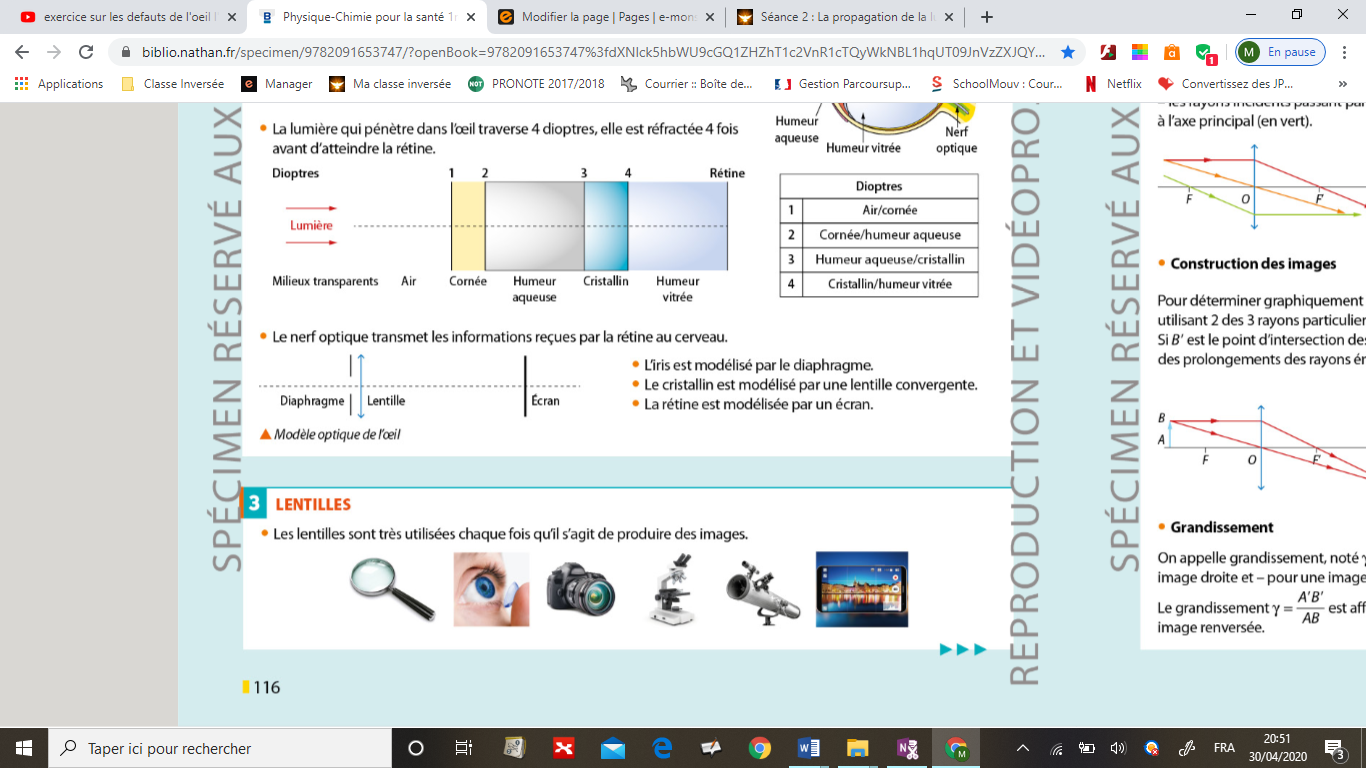 exercice sur les defauts de l'oeil
Physique-Chimie pour la santé 1r
Modifier la page | Pages | e-mons
Séance 2 : La propagation de la
biblio.nathan.fr/specimen/9782091653747/?openBook=9782091653747%3fdXNlck5hbWU9cGQ1ZHZhT1c2VnR1cTQyWkNBL1hqUT09JnVzZXJQY...
M En pause
Applications
Classe Inversée
Manager
Ma classe inversée
PRONOTE 2017/2018
Courrier :: Boîte de...
Gestion Parcoursup...
SchoolMouv : Cour...
Netflix
Convertissez des JP...
»
SPÉCIMEN RÉSERVÉ AUX
Humeur
aqueuse
Humeur vitrée
Nerf
optique
• La lumière qui pénètre dans l'œil traverse 4 dioptres, elle est réfractée 4 fois
avant d'atteindre la rétine.
Dioptres 1 2 3 4 Rétine
Lumière
Milieux transparents Air Cornée Humeur aqueuse Cristallin Humeur vitrée
Dioptres
1 Air/cornée
2 Cornée/humeur aqueuse
3 Humeur aqueuse/cristallin
4 Cristallin/humeur vitrée
• Le nerf optique transmet les informations reçues par la rétine au cerveau.
Diaphragme Lentille Écran
▲ Modèle optique de l'œil
• L'iris est modélisé par le diaphragme.
• Le cristallin est modélisé par une lentille convergente.
• La rétine est modélisée par un écran.
3 LENTILLES
• Les lentilles sont très utilisées chaque fois qu'il s'agit de produire des images.
116
REPRODUCTION ET VIDÉOPRO
SPÉCIMEN RÉSERVÉ AUX
– les rayons incidents passant par
à l'axe principal (en vert).
F O F'
• Construction des images
Pour déterminer graphiquement
utilisant 2 des 3 rayons particulier
Si B' est le point d'intersection de
des prolongements des rayons ém
B
A
F O F'
• Grandissement
On appelle grandissement, noté γ
image droite et – pour une image
Le grandissement γ = A'B'/AB est aff
image renversée.
Taper ici pour rechercher
FRA
20:51
30/04/2020
3